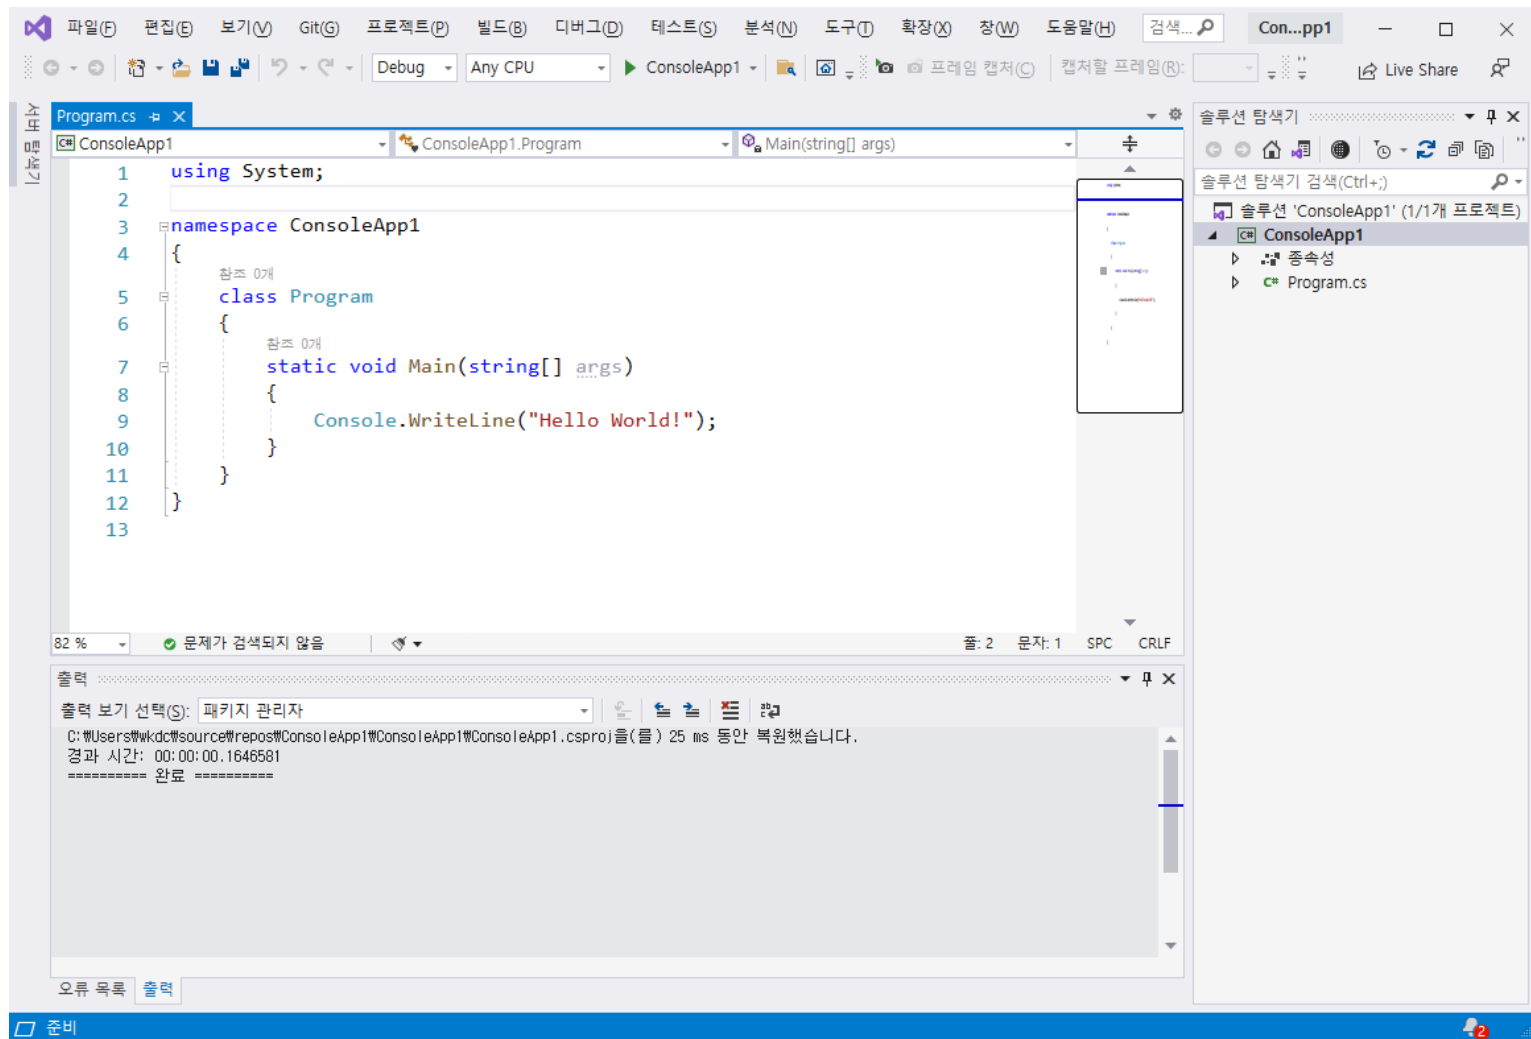 파일(F) 편집(E) 보기(V) Git(G) 프로젝트(P) 빌드(B) 디버그(D) 테스트(S) 분석(N) 도구(T) 확장(X) 창(W) 도움말(H) 검색... Con...pp1
Debug Any CPU ConsoleApp1 프레임 캡처(C) 캡처할 프레임(R): Live Share
서버 탐색기
Program.cs
ConsoleApp1 ConsoleApp1.Program Main(string[] args)
1 using System;
2
3 namespace ConsoleApp1
4 {
참조 0개
5 class Program
6 {
참조 0개
7 static void Main(string[] args)
8 {
9 Console.WriteLine("Hello World!");
10 }
11 }
12 }
13
82 % 문제가 검색되지 않음 줄: 2 문자: 1 SPC CRLF
출력
출력 보기 선택(S): 패키지 관리자
C:₩Users₩wkdc₩source₩repos₩ConsoleApp1₩ConsoleApp1₩ConsoleApp1.csproj을(를) 25 ms 동안 복원했습니다.
경과 시간: 00:00:00.1646581
========== 완료 ==========
오류 목록 출력
솔루션 탐색기
솔루션 탐색기 검색(Ctrl+;)
솔루션 'ConsoleApp1' (1/1개 프로젝트)
C# ConsoleApp1
종속성
C# Program.cs
준비 2